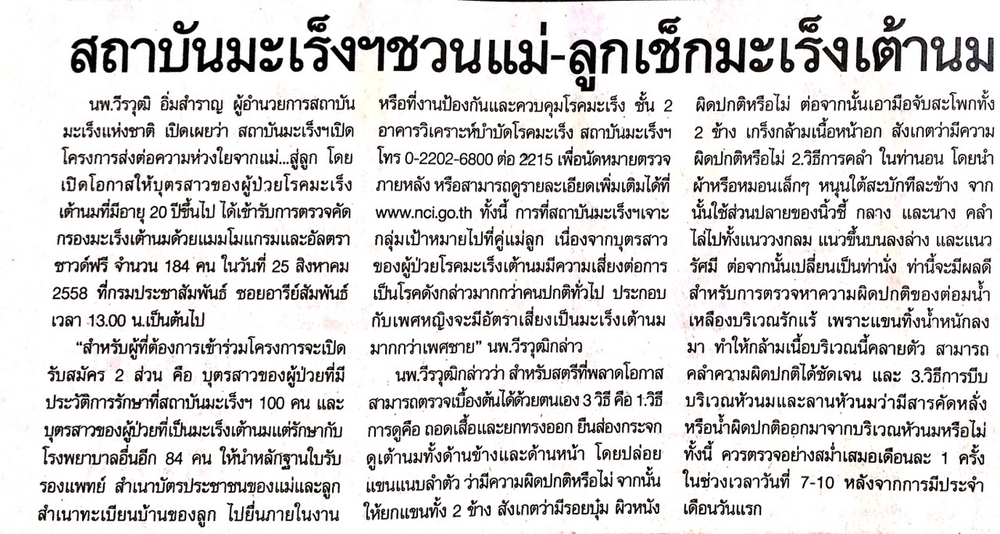 สถาบันมะเร็งฯชวนแม่-ลูกเช็กมะเร็งเต้านม
นพ.วีรวุฒิ อิ่มสำราญ ผู้อำนวยการสถาบัน
มะเร็งแห่งชาติ เปิดเผยว่า สถาบันมะเร็งฯเปิด
โครงการส่งต่อความห่วงใยจากแม่...สู่ลูก โดย
เปิดโอกาสให้บุตรสาวของผู้ป่วยโรคมะเร็ง
เต้านมที่มีอายุ 20 ปีขึ้นไป ได้เข้ารับการตรวจคัด
กรองมะเร็งเต้านมด้วยแมมโมแกรมและอัลตรา
ซาวด์ฟรี จำนวน 184 คน ในวันที่ 25 สิงหาคม
2558 ที่กรมประชาสัมพันธ์ ซอยอารีย์สัมพันธ์
เวลา 13.00 น.เป็นต้นไป
“สำหรับผู้ที่ต้องการเข้าร่วมโครงการจะเปิด
รับสมัคร 2 ส่วน คือ บุตรสาวของผู้ป่วยที่มี
ประวัติการรักษาที่สถาบันมะเร็งฯ 100 คน และ
บุตรสาวของผู้ป่วยที่เป็นมะเร็งเต้านมแต่รักษากับ
โรงพยาบาลอื่นอีก 84 คน ให้นำหลักฐานใบรับ
รองแพทย์ สำเนาบัตรประชาชนของแม่และลูก
สำเนาทะเบียนบ้านของลูก ไปยื่นภายในงาน
หรือที่งานป้องกันและควบคุมโรคมะเร็ง ชั้น 2
อาคารวิเคราะห์บำบัดโรคมะเร็ง สถาบันมะเร็งฯ
โทร 0-2202-6800 ต่อ 2215 เพื่อนัดหมายตรวจ
ภายหลัง หรือสามารถดูรายละเอียดเพิ่มเติมได้ที่
www.nci.go.th ทั้งนี้ การที่สถาบันมะเร็งฯเจาะ
กลุ่มเป้าหมายไปที่คู่แม่ลูก เนื่องจากบุตรสาว
ของผู้ป่วยโรคมะเร็งเต้านมมีความเสี่ยงต่อการ
เป็นโรคดังกล่าวมากกว่าคนปกติทั่วไป ประกอบ
กับเพศหญิงจะมีอัตราเสี่ยงเป็นมะเร็งเต้านม
มากกว่าเพศชาย” นพ.วีรวุฒิกล่าว
นพ.วีรวุฒิกล่าวว่า สำหรับสตรีที่พลาดโอกาส
สามารถตรวจเบื้องต้นได้ด้วยตนเอง 3 วิธี คือ 1.วิธี
การดูคือ ถอดเสื้อและยกทรงออก ยืนส่องกระจก
ดูเต้านมทั้งด้านข้างและด้านหน้า โดยปล่อย
แขนแนบลำตัว ว่ามีความผิดปกติหรือไม่ จากนั้น
ให้ยกแขนทั้ง 2 ข้าง สังเกตว่ามีรอยบุ๋ม ผิวหนัง
ผิดปกติหรือไม่ ต่อจากนั้นเอามือจับสะโพกทั้ง
2 ข้าง เกร็งกล้ามเนื้อหน้าอก สังเกตว่ามีความ
ผิดปกติหรือไม่ 2.วิธีการคลำ ในท่านอน โดยนำ
ผ้าหรือหมอนเล็กๆ หนุนใต้สะบักทีละข้าง จาก
นั้นใช้ส่วนปลายของนิ้วชี้ กลาง และนาง คลำ
ไล่ไปทั้งแนววงกลม แนวขึ้นบนลงล่าง และแนว
รัศมี ต่อจากนั้นเปลี่ยนเป็นท่านั่ง ท่านี้จะมีผลดี
สำหรับการตรวจหาความผิดปกติของต่อมน้ำ
เหลืองบริเวณรักแร้ เพราะแขนทิ้งน้ำหนักลง
มา ทำให้กล้ามเนื้อบริเวณนี้คลายตัว สามารถ
คลำความผิดปกติได้ชัดเจน และ 3.วิธีการบีบ
บริเวณหัวนมและลานหัวนมว่ามีสารคัดหลั่ง
หรือน้ำผิดปกติออกมาจากบริเวณหัวนมหรือไม่
ทั้งนี้ ควรตรวจอย่างสม่ำเสมอเดือนละ 1 ครั้ง
ในช่วงเวลาวันที่ 7-10 หลังจากการมีประจำ
เดือนวันแรก